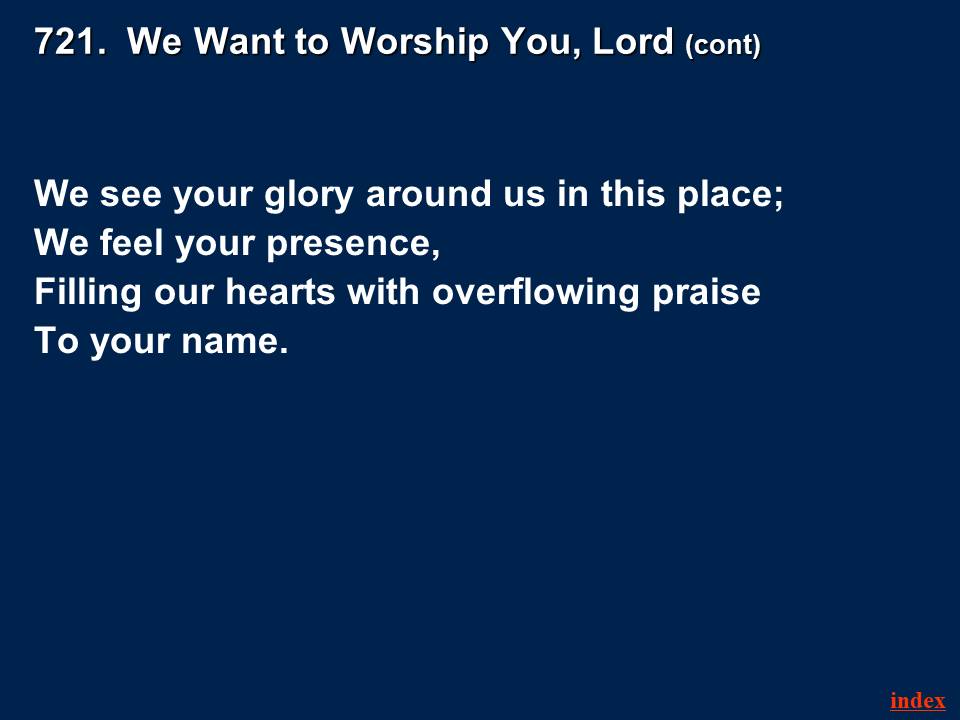 721. We Want to Worship You, Lord (cont)
We see your glory around us in this place;
We feel your presence,
Filling our hearts with overflowing praise
To your name.
index